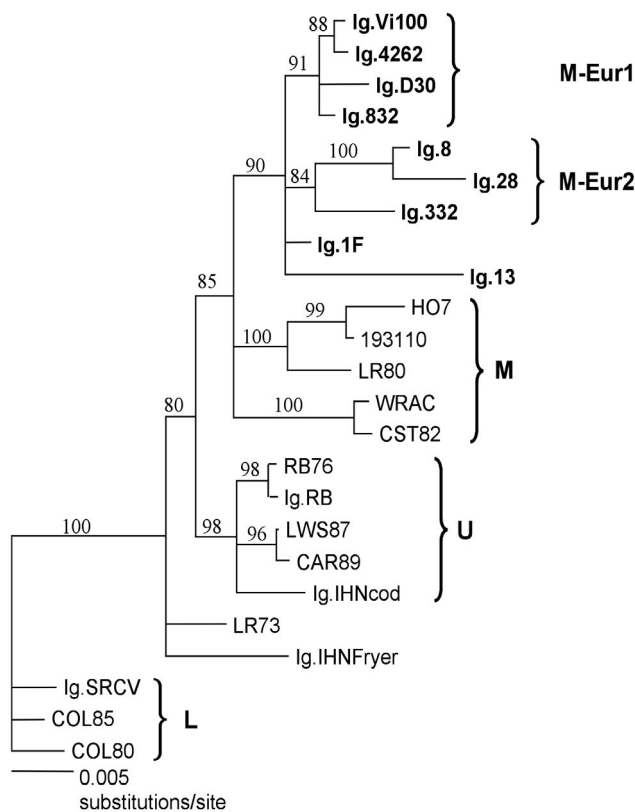 88
Ig.Vi100
Ig.4262
91
Ig.D30
Ig.832
M-Eur1
100
Ig.8
90
84
Ig.28
M-Eur2
Ig.332
Ig.1F
Ig.13
85
99
HO7
193110
100
LR80
M
WRAC
100
CST82
80
98
RB76
Ig.RB
98
96
LWS87
U
CAR89
100
Ig.IHNcod
LR73
Ig.IHNFryer
Ig.SRCV
COL85
L
COL80
0.005
substitutions/site